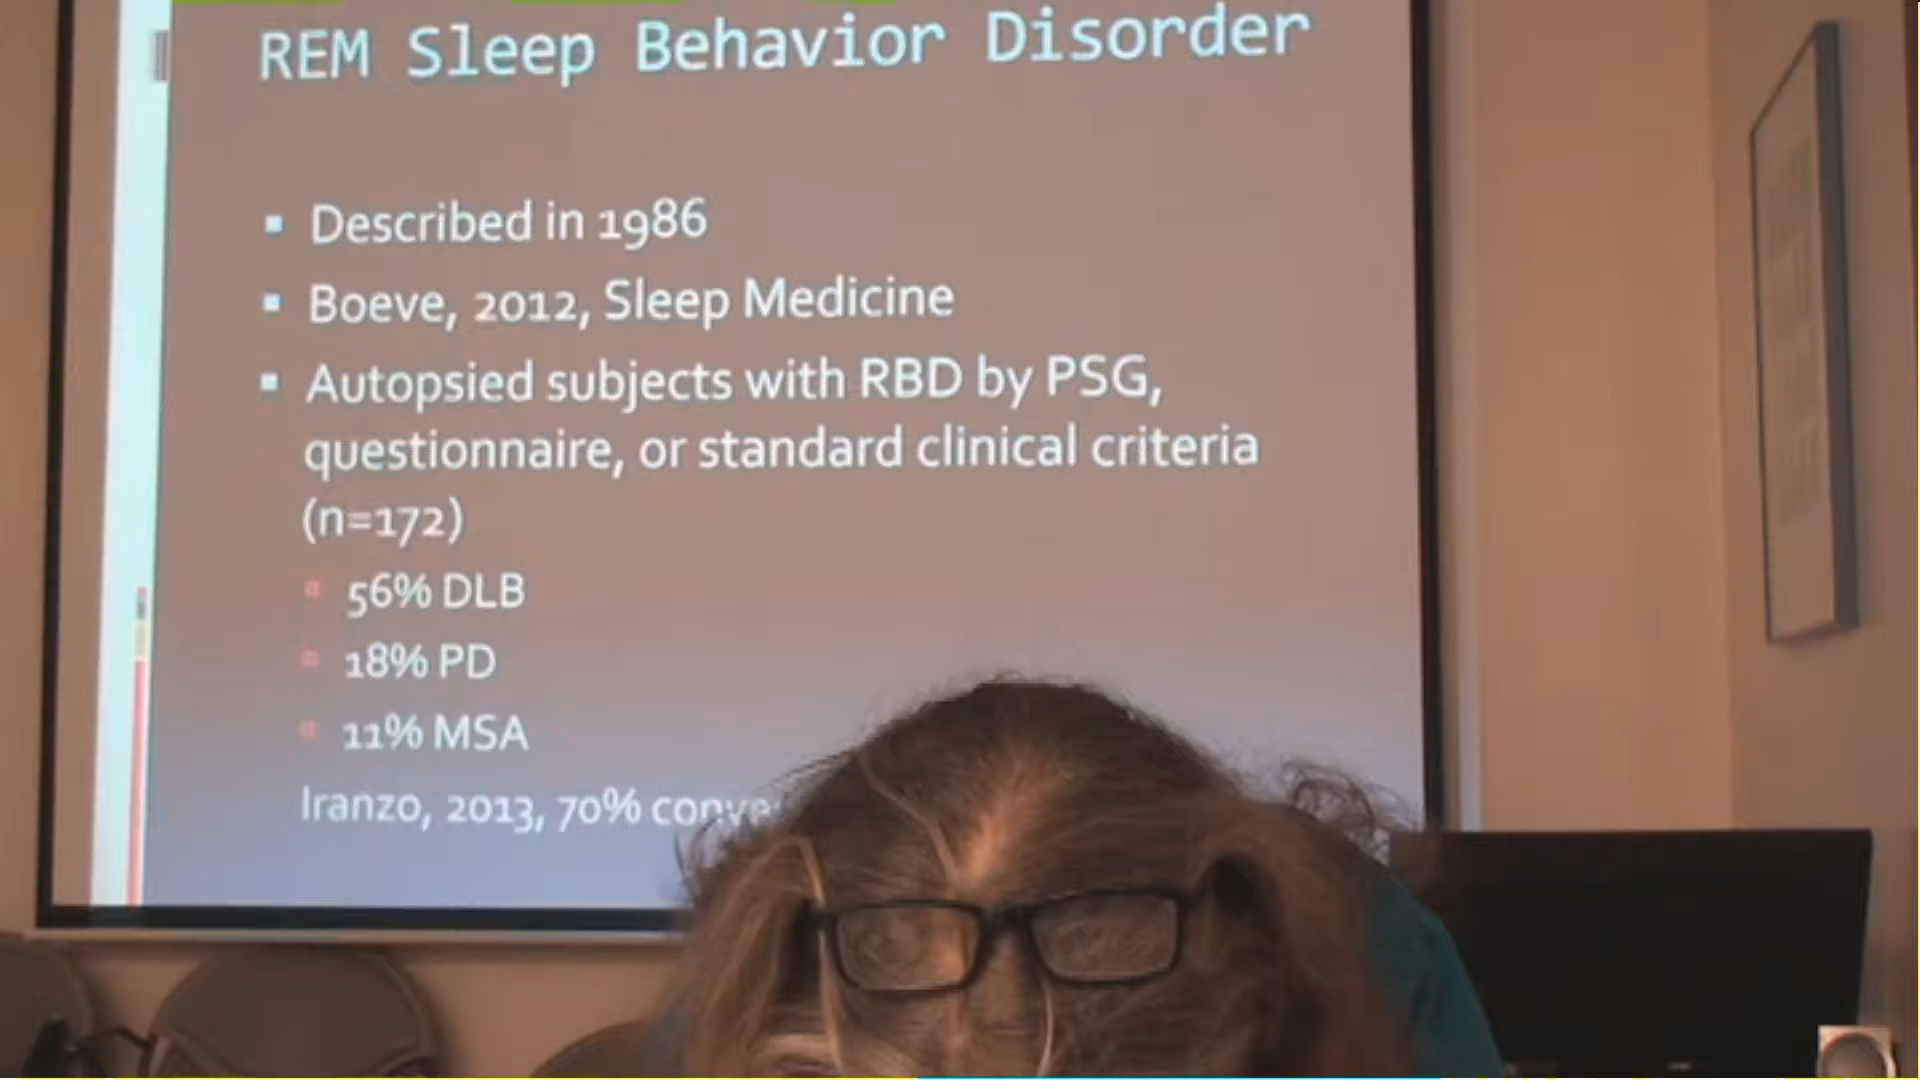 REM Sleep Behavior Disorder
Described in 1986
Boeve, 2012, Sleep Medicine
Autopsied subjects with RBD by PSG,
questionnaire, or standard clinical criteria
(n=172)
56% DLB
18% PD
11% MSA
Iranzo, 2013, 70%